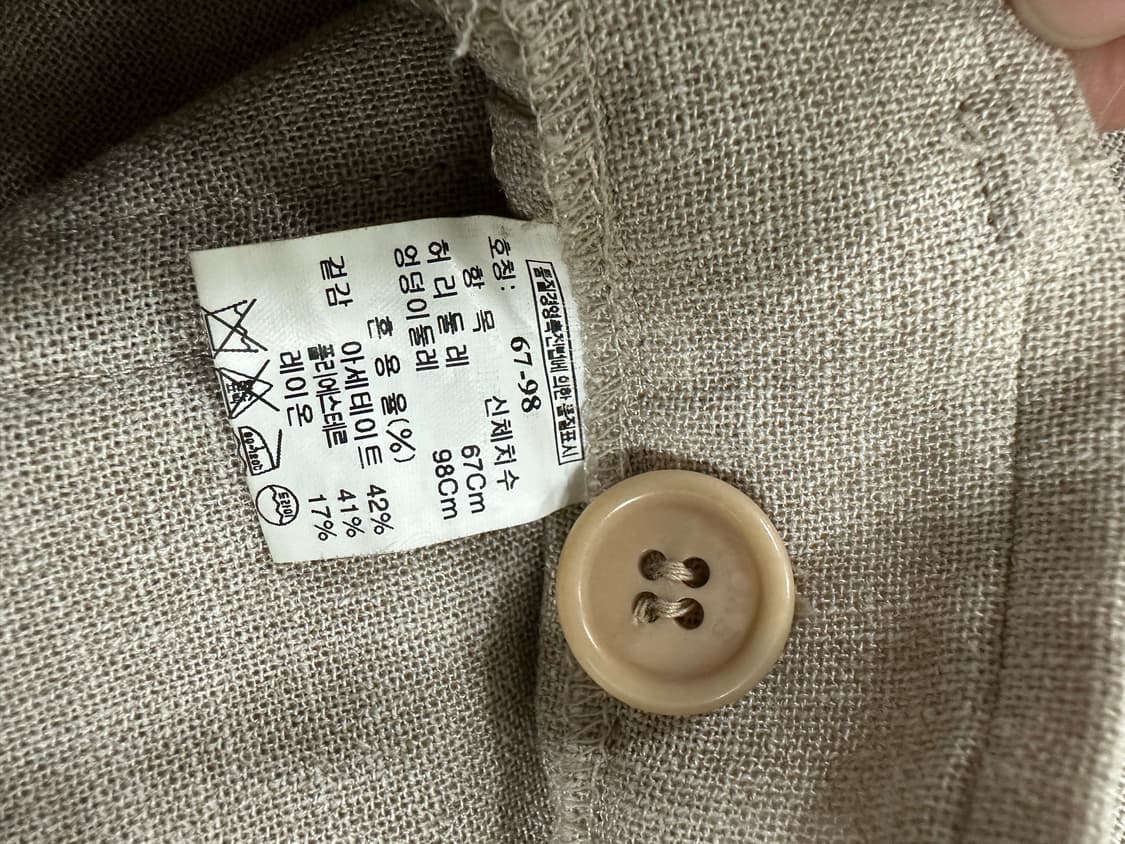 품질경영촉진법에 의한 품질표시
호칭: 67-98
항 목 신체치수
허 리 둘 레 67Cm
엉덩이둘레 98Cm
혼 용 율(%)
겉감 아세테이트 42%
폴리에스테르 41%
레이온 17%
드라이